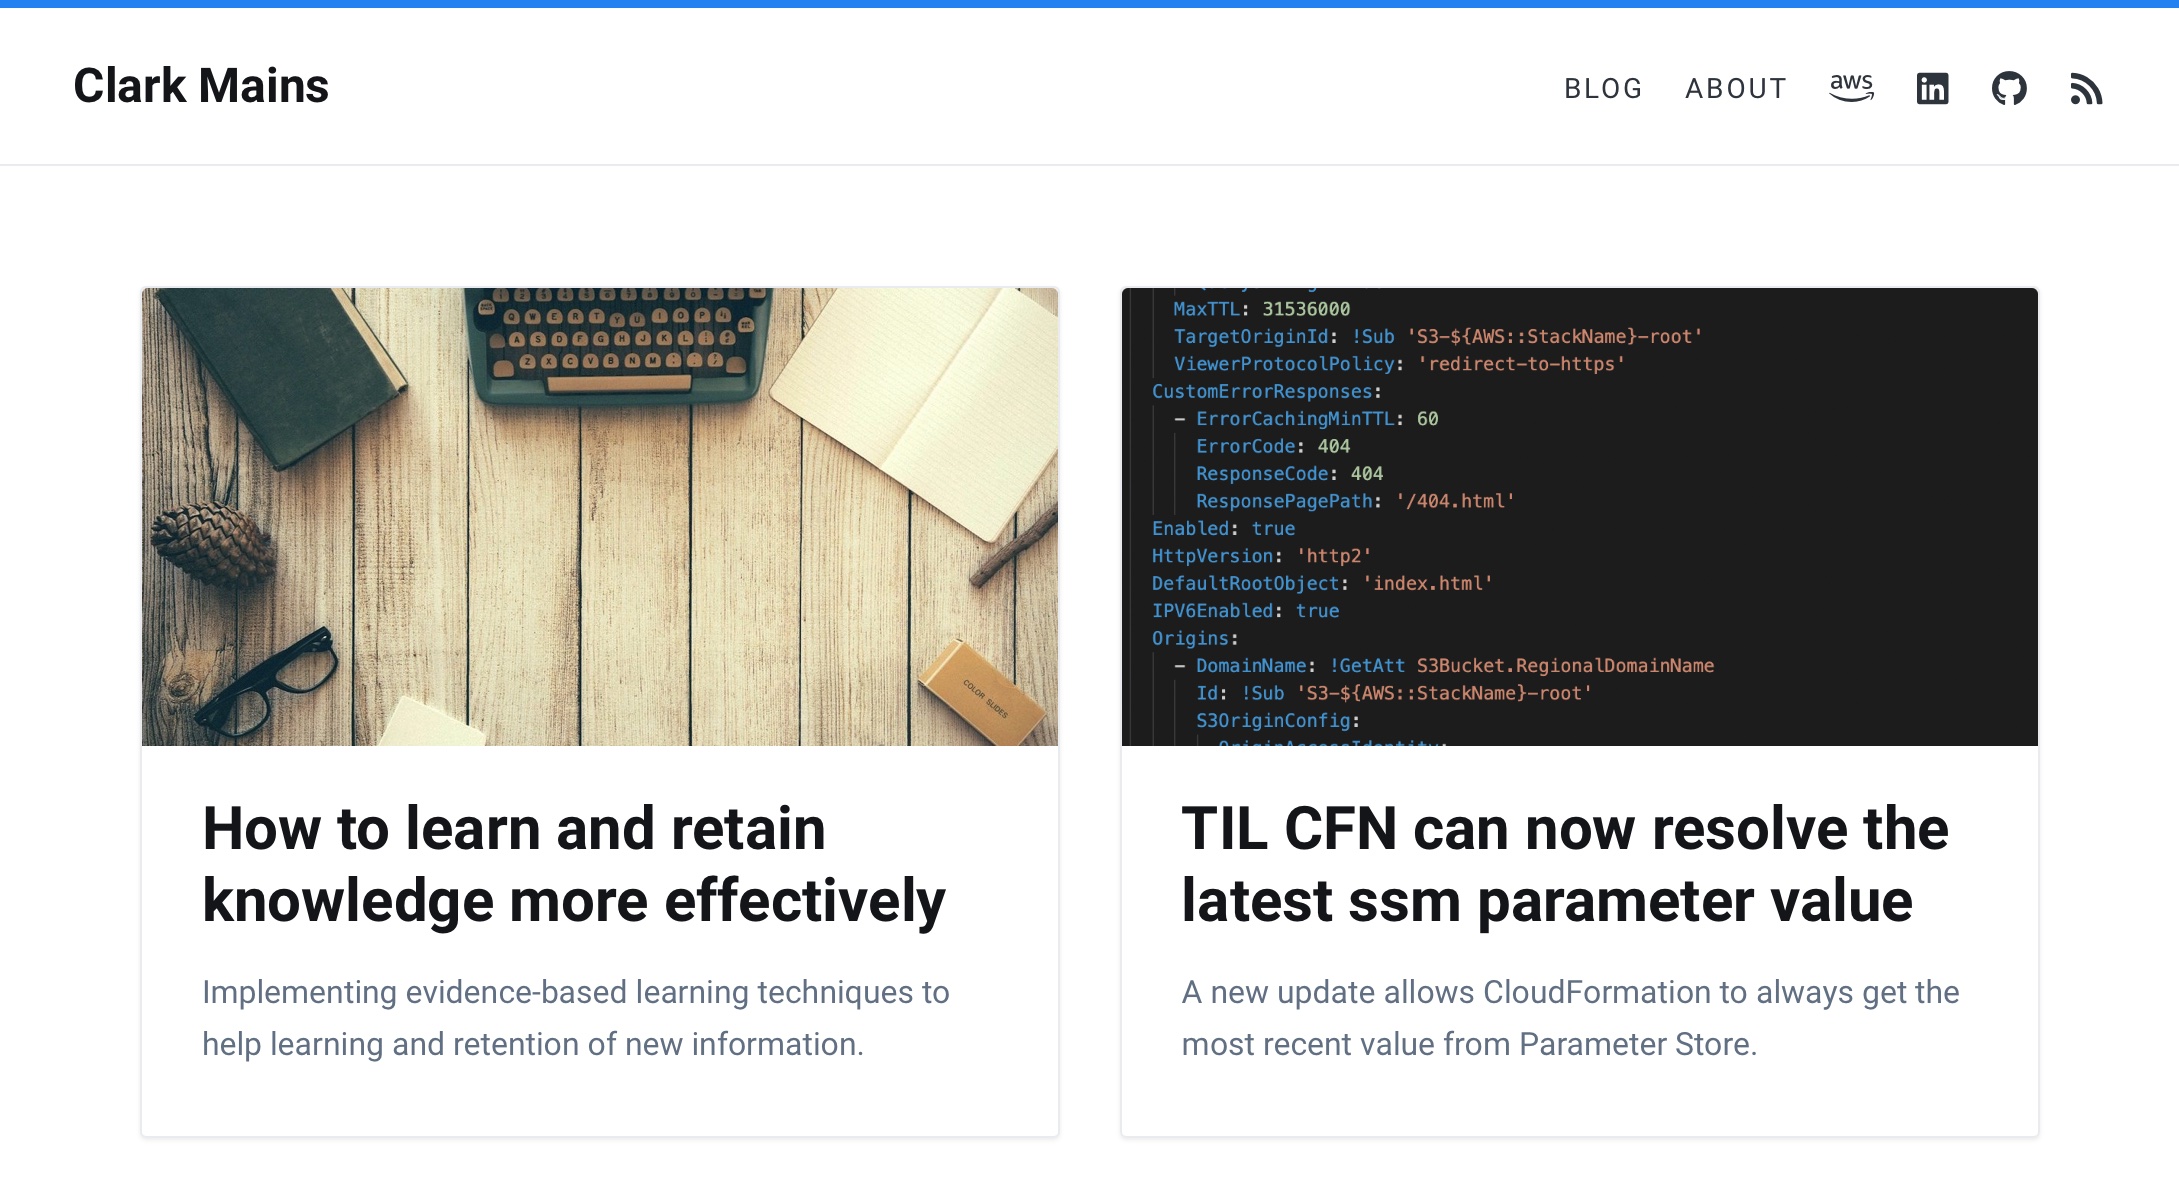 Clark Mains
BLOG ABOUT aws in
Q W E R T Y U I O P
A S D F G H J K L
Z X C V B N M
COLOR SLIDES
MaxTTL: 31536000
TargetOriginId: !Sub 'S3-${AWS::StackName}-root'
ViewerProtocolPolicy: 'redirect-to-https'
CustomErrorResponses:
- ErrorCachingMinTTL: 60
ErrorCode: 404
ResponseCode: 404
ResponsePagePath: '/404.html'
Enabled: true
HttpVersion: 'http2'
DefaultRootObject: 'index.html'
IPV6Enabled: true
Origins:
- DomainName: !GetAtt S3Bucket.RegionalDomainName
Id: !Sub 'S3-${AWS::StackName}-root'
S3OriginConfig:
How to learn and retain
knowledge more effectively
Implementing evidence-based learning techniques to
help learning and retention of new information.
TIL CFN can now resolve the
latest ssm parameter value
A new update allows CloudFormation to always get the
most recent value from Parameter Store.